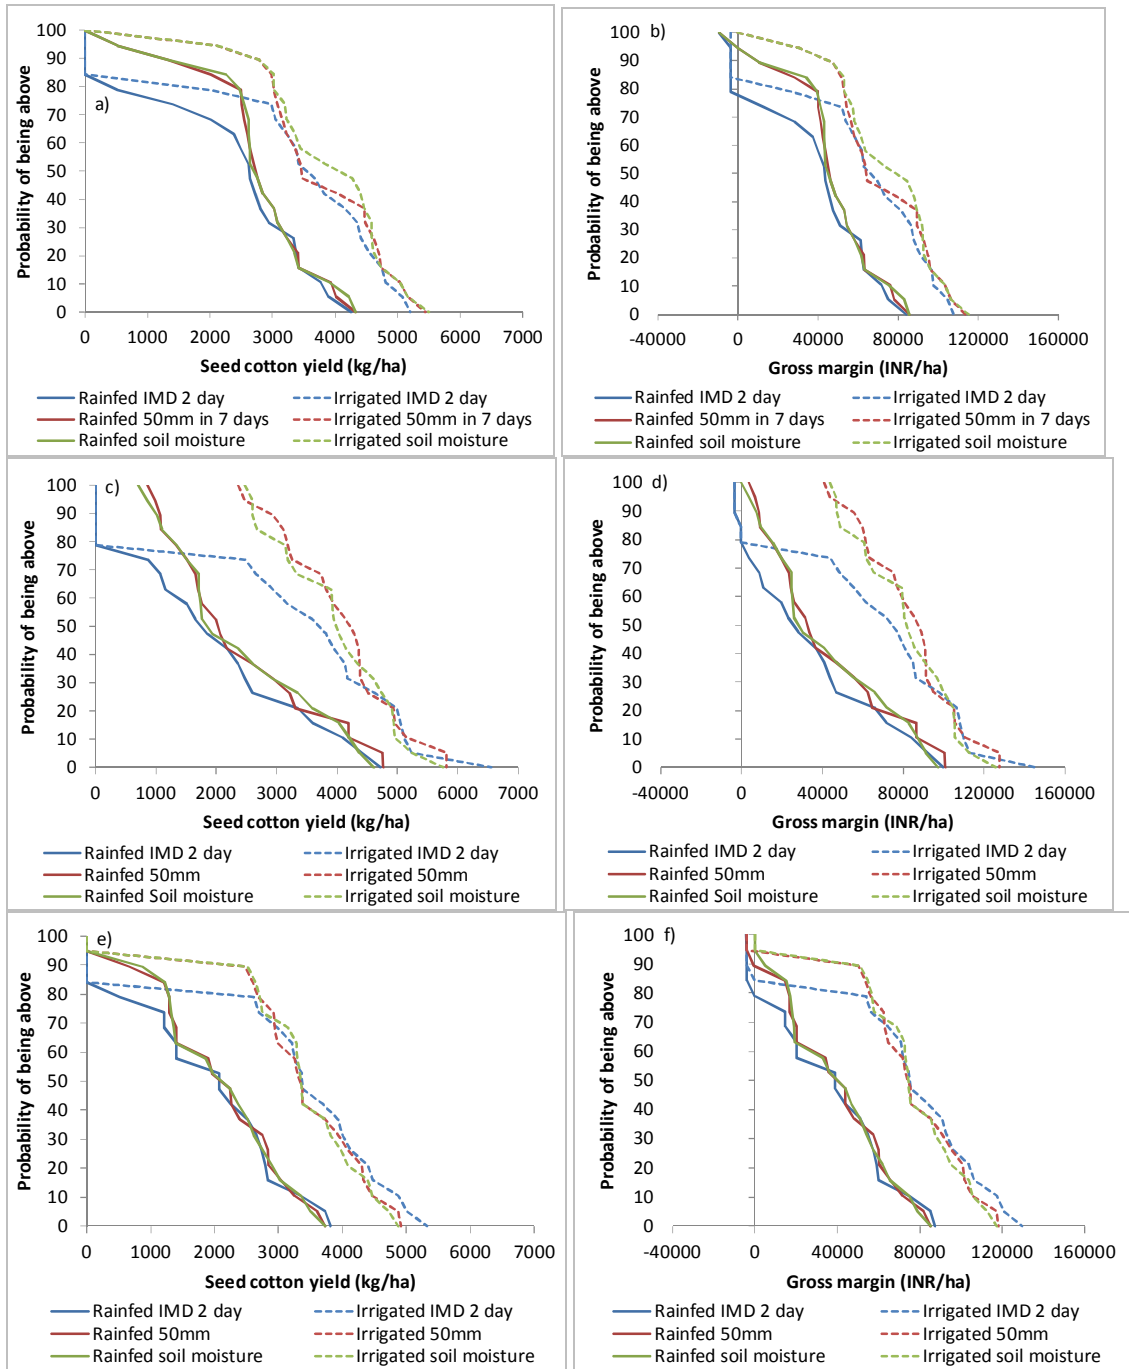 a)
Probability of being above
100
90
80
70
60
50
40
30
20
10
0
0 1000 2000 3000 4000 5000 6000 7000
Seed cotton yield (kg/ha)
Rainfed IMD 2 day Irrigated IMD 2 day
Rainfed 50mm in 7 days Irrigated 50mm in 7 days
Rainfed soil moisture Irrigated soil moisture
b)
Probability of being above
100
90
80
70
60
50
40
30
20
10
0
-40000 0 40000 80000 120000 160000
Gross margin (INR/ha)
Rainfed IMD 2 day Irrigated IMD 2 day
Rainfed 50mm in 7 days Irrigated 50mm in 7 days
Rainfed soil moisture Irrigated soil moisture
c)
Probability of being above
100
90
80
70
60
50
40
30
20
10
0
0 1000 2000 3000 4000 5000 6000 7000
Seed cotton yield (kg/ha)
Rainfed IMD 2 day Irrigated IMD 2 day
Rainfed 50mm Irrigated 50mm
Rainfed Soil moisture Irrigated soil moisture
d)
Probability of being above
100
90
80
70
60
50
40
30
20
10
0
-40000 0 40000 80000 120000 160000
Gross margin (INR/ha)
Rainfed IMD 2 day Irrigated IMD 2 day
Rainfed 50mm Irrigated 50mm
Rainfed Soil moisture Irrigated soil moisture
e)
Probability of being above
100
90
80
70
60
50
40
30
20
10
0
0 1000 2000 3000 4000 5000 6000 7000
Seed cotton yield (kg/ha)
Rainfed IMD 2 day Irrigated IMD 2 day
Rainfed 50mm Irrigated 50mm
Rainfed soil moisture Irrigated soil moisture
f)
Probability of being above
100
90
80
70
60
50
40
30
20
10
0
-40000 0 40000 80000 120000 160000
Gross margin (INR/ha)
Rainfed IMD 2 day Irrigated IMD 2 day
Rainfed 50mm Irrigated 50mm
Rainfed soil moisture Irrigated soil moisture